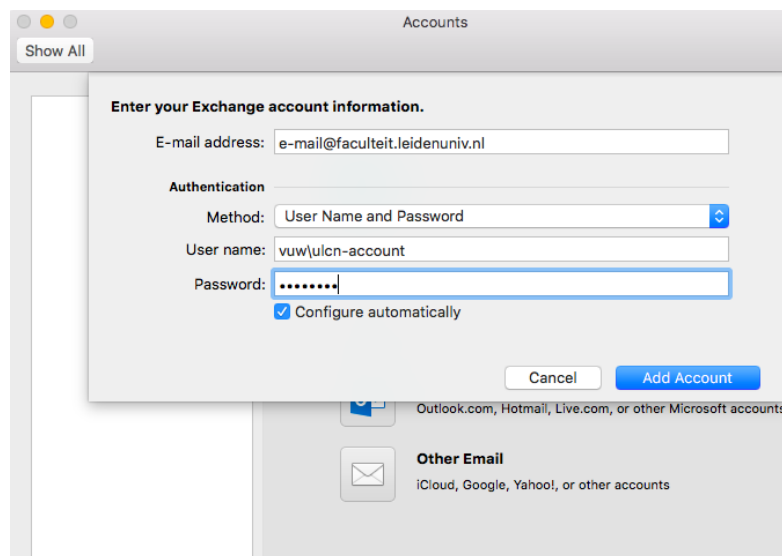 Accounts
Show All
Enter your Exchange account information.
E-mail address: e-mail@faculteit.leidenuniv.nl
Authentication
Method: User Name and Password
User name: vuw\ulcn-account
Password: ••••••••
Configure automatically
Cancel Add Account
Outlook.com, Hotmail, Live.com, or other Microsoft accounts
Other Email
iCloud, Google, Yahoo!, or other accounts